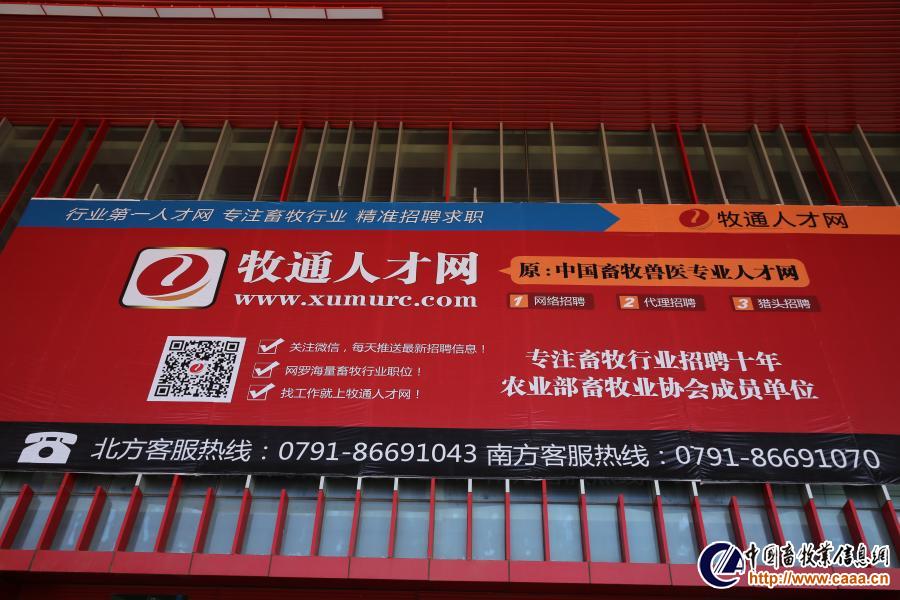 行业第一人才网 专注畜牧行业 精准招聘求职
牧通人才网
牧通人才网
www.xumurc.com
原:中国畜牧兽医专业人才网
1 网络招聘 2 代理招聘 3 猎头招聘
关注微信,每天推送最新招聘信息!
网罗海量畜牧行业职位!
找工作就上牧通人才网!
专注畜牧行业招聘十年
农业部畜牧业协会成员单位
北方客服热线:0791-86691043 南方客服热线:0791-86691070
中国畜牧业信息网
http://www.caaa.cn